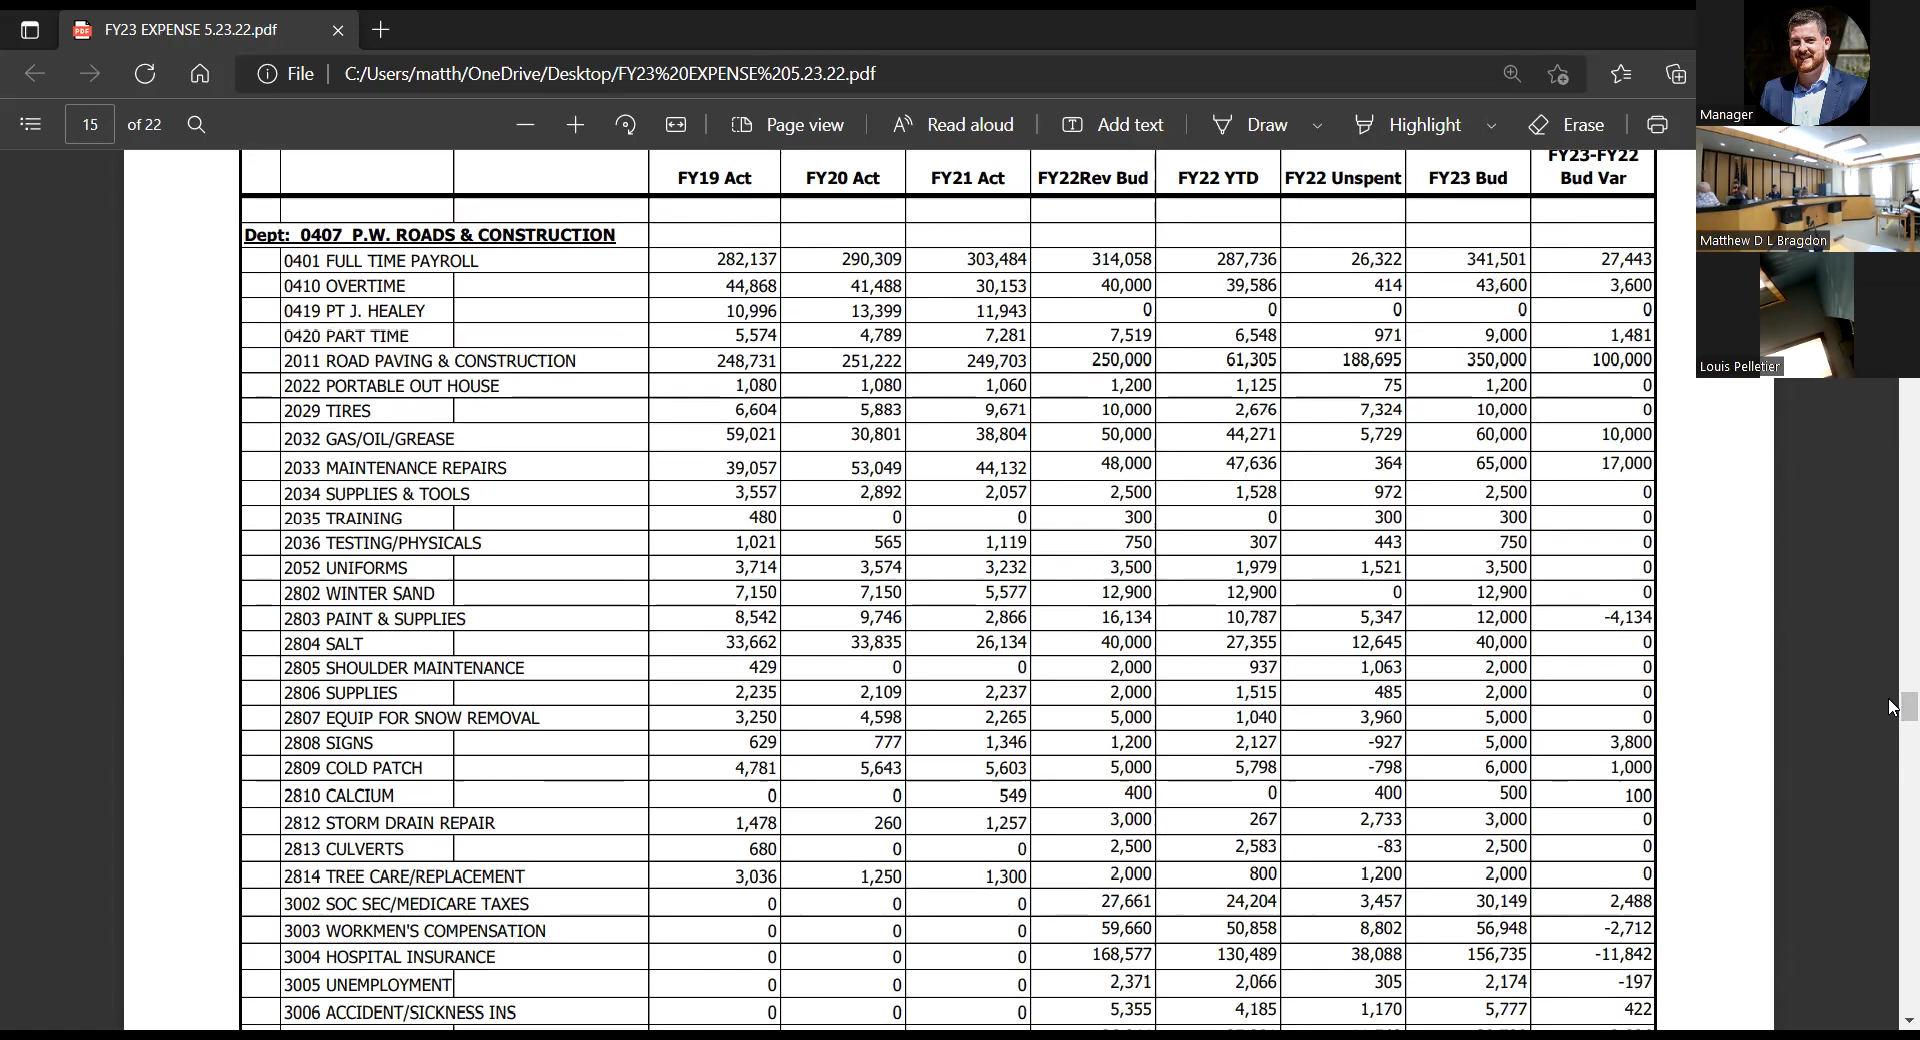 FY23 EXPENSE 5.23.22.pdf
File C:/Users/matth/OneDrive/Desktop/FY23%20EXPENSE%205.23.22.pdf
15 of 22 Page view Read aloud Add text Draw Highlight Erase
Manager
Matthew D L Bragdon
Louis Pelletier
FY23-FY22
FY19 Act FY20 Act FY21 Act FY22Rev Bud FY22 YTD FY22 Unspent FY23 Bud Bud Var
Dept: 0407 P.W. ROADS & CONSTRUCTION
0401 FULL TIME PAYROLL 282,137 290,309 303,484 314,058 287,736 26,322 341,501 27,443
0410 OVERTIME 44,868 41,488 30,153 40,000 39,586 414 43,600 3,600
0419 PT J. HEALEY 10,996 13,399 11,943 0 0 0 0 0
0420 PART TIME 5,574 4,789 7,281 7,519 6,548 971 9,000 1,481
2011 ROAD PAVING & CONSTRUCTION 248,731 251,222 249,703 250,000 61,305 188,695 350,000 100,000
2022 PORTABLE OUT HOUSE 1,080 1,080 1,060 1,200 1,125 75 1,200 0
2029 TIRES 6,604 5,883 9,671 10,000 2,676 7,324 10,000 0
2032 GAS/OIL/GREASE 59,021 30,801 38,804 50,000 44,271 5,729 60,000 10,000
2033 MAINTENANCE REPAIRS 39,057 53,049 44,132 48,000 47,636 364 65,000 17,000
2034 SUPPLIES & TOOLS 3,557 2,892 2,057 2,500 1,528 972 2,500 0
2035 TRAINING 480 0 0 300 0 300 300 0
2036 TESTING/PHYSICALS 1,021 565 1,119 750 307 443 750 0
2052 UNIFORMS 3,714 3,574 3,232 3,500 1,979 1,521 3,500 0
2802 WINTER SAND 7,150 7,150 5,577 12,900 12,900 0 12,900 0
2803 PAINT & SUPPLIES 8,542 9,746 2,866 16,134 10,787 5,347 12,000 -4,134
2804 SALT 33,662 33,835 26,134 40,000 27,355 12,645 40,000 0
2805 SHOULDER MAINTENANCE 429 0 0 2,000 937 1,063 2,000 0
2806 SUPPLIES 2,235 2,109 2,237 2,000 1,515 485 2,000 0
2807 EQUIP FOR SNOW REMOVAL 3,250 4,598 2,265 5,000 1,040 3,960 5,000 0
2808 SIGNS 629 777 1,346 1,200 2,127 -927 5,000 3,800
2809 COLD PATCH 4,781 5,643 5,603 5,000 5,798 -798 6,000 1,000
2810 CALCIUM 0 0 549 400 0 400 500 100
2812 STORM DRAIN REPAIR 1,478 260 1,257 3,000 267 2,733 3,000 0
2813 CULVERTS 680 0 0 2,500 2,583 -83 2,500 0
2814 TREE CARE/REPLACEMENT 3,036 1,250 1,300 2,000 800 1,200 2,000 0
3002 SOC SEC/MEDICARE TAXES 0 0 0 27,661 24,204 3,457 30,149 2,488
3003 WORKMEN'S COMPENSATION 0 0 0 59,660 50,858 8,802 56,948 -2,712
3004 HOSPITAL INSURANCE 0 0 0 168,577 130,489 38,088 156,735 -11,842
3005 UNEMPLOYMENT 0 0 0 2,371 2,066 305 2,174 -197
3006 ACCIDENT/SICKNESS INS 0 0 0 5,355 4,185 1,170 5,777 422